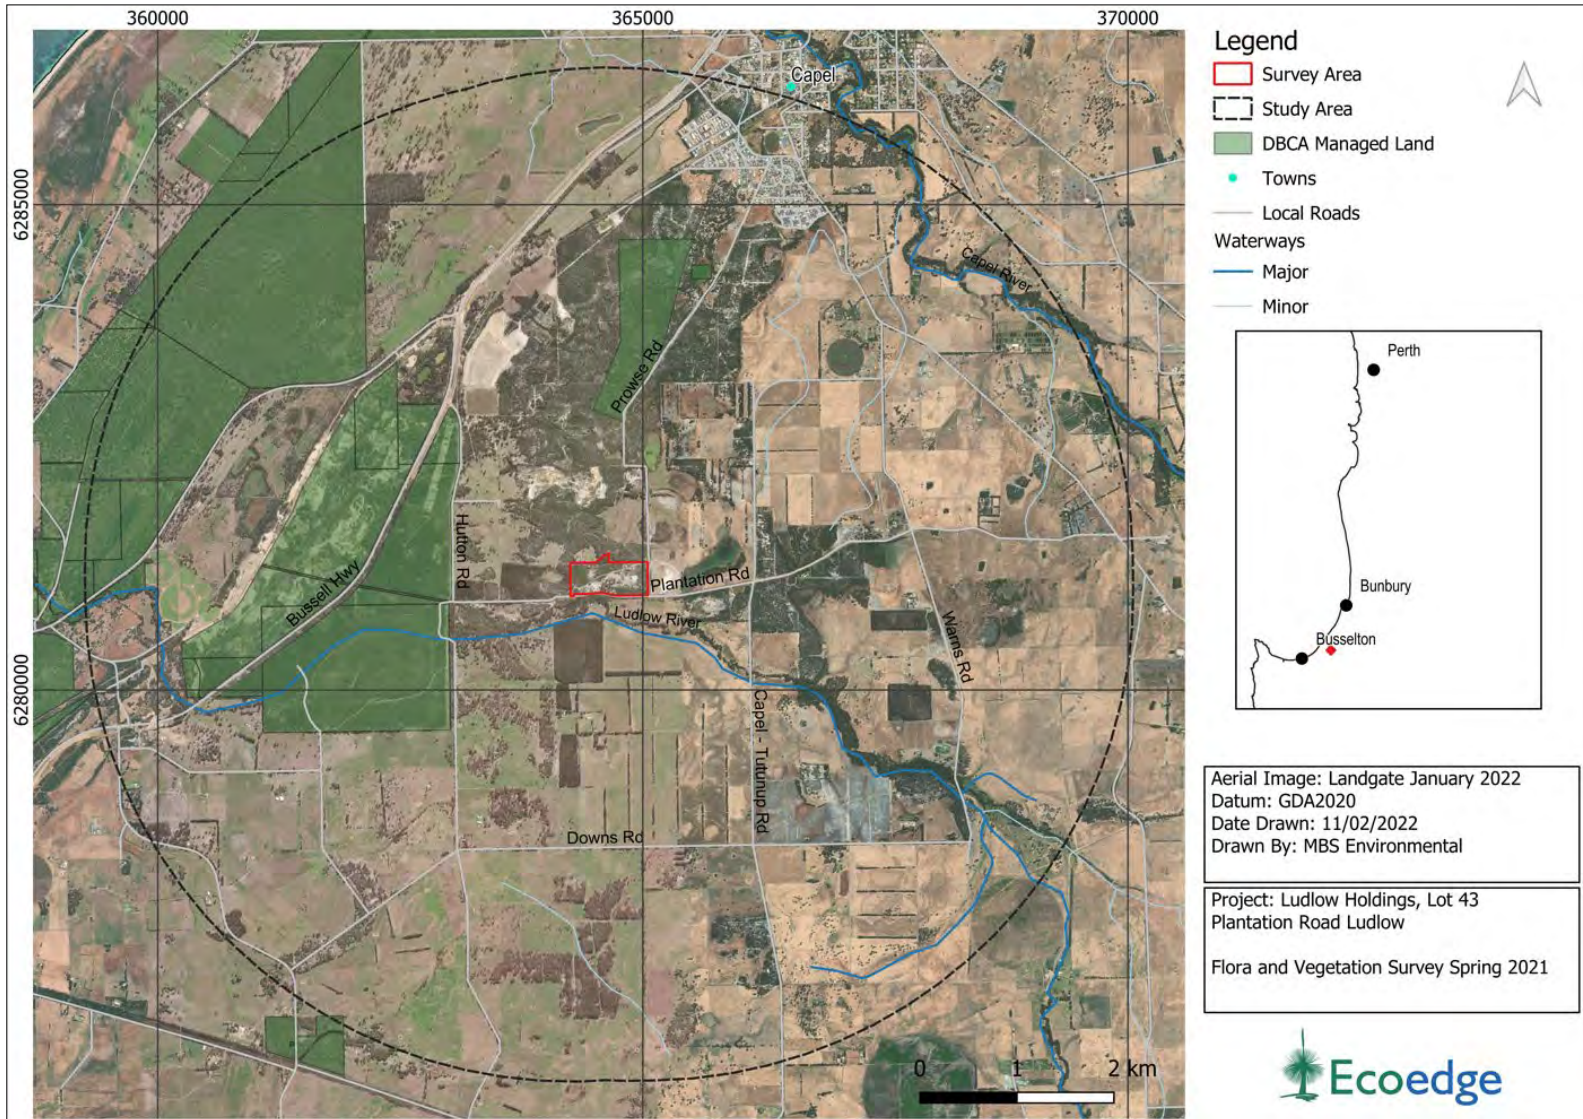 360000
365000
370000
6285000
6280000
Capel
Capel River
Prowse Rd
Hutton Rd
Bussell Hwy
Plantation Rd
Ludlow River
Warns Rd
Capel - Tutunup Rd
Downs Rd
0 1 2 km
Legend
Survey Area
Study Area
DBCA Managed Land
Towns
Local Roads
Waterways
Major
Minor
Perth
Bunbury
Busselton
Aerial Image: Landgate January 2022
Datum: GDA2020
Date Drawn: 11/02/2022
Drawn By: MBS Environmental
Project: Ludlow Holdings, Lot 43
Plantation Road Ludlow
Flora and Vegetation Survey Spring 2021
Ecoedge